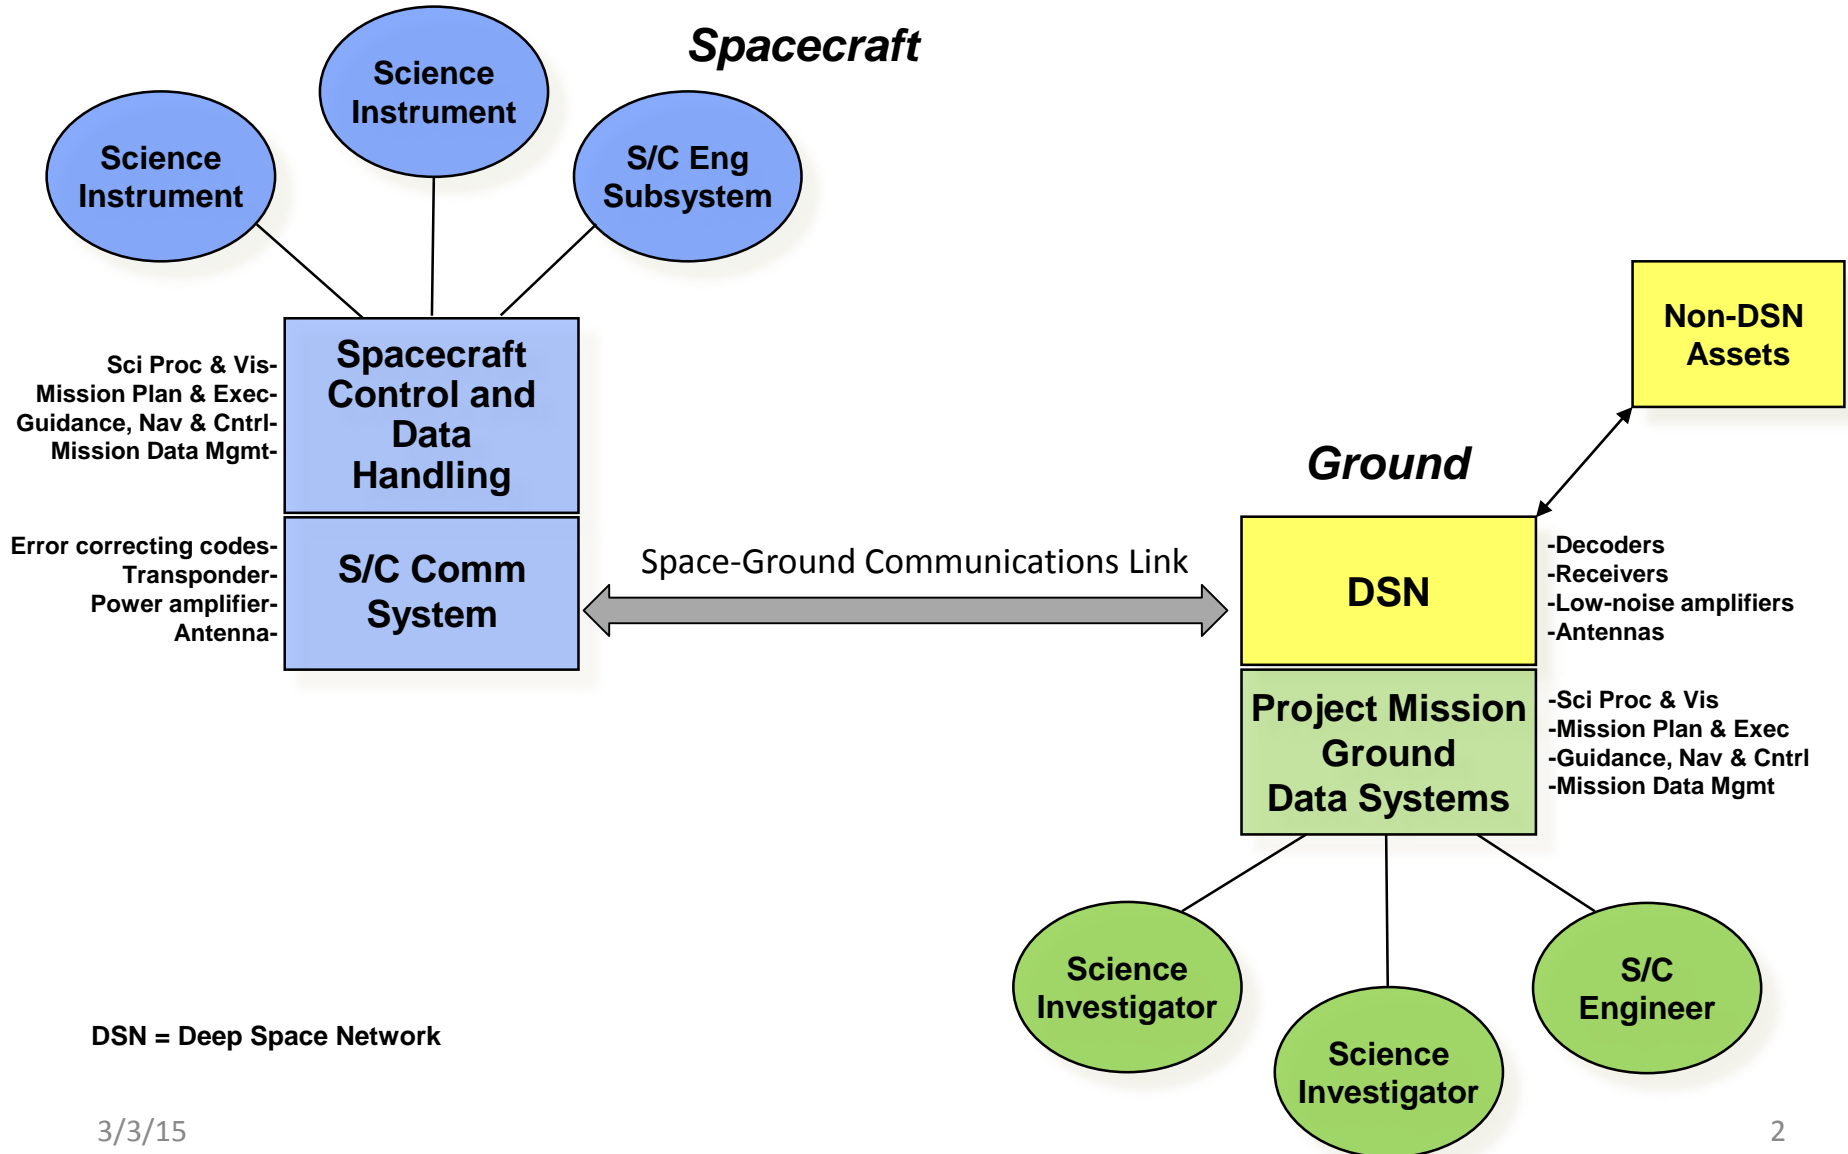 Spacecraft
Science
Instrument
Science
Instrument
S/C Eng
Subsystem
Sci Proc & Vis-
Mission Plan & Exec-
Guidance, Nav & Cntrl-
Mission Data Mgmt-
Spacecraft
Control and
Data
Handling
Error correcting codes-
Transponder-
Power amplifier-
Antenna-
S/C Comm
System
Space-Ground Communications Link
Non-DSN
Assets
Ground
DSN
-Decoders
-Receivers
-Low-noise amplifiers
-Antennas
Project Mission
Ground
Data Systems
-Sci Proc & Vis
-Mission Plan & Exec
-Guidance, Nav & Cntrl
-Mission Data Mgmt
Science
Investigator
Science
Investigator
S/C
Engineer
DSN = Deep Space Network
3/3/15
2